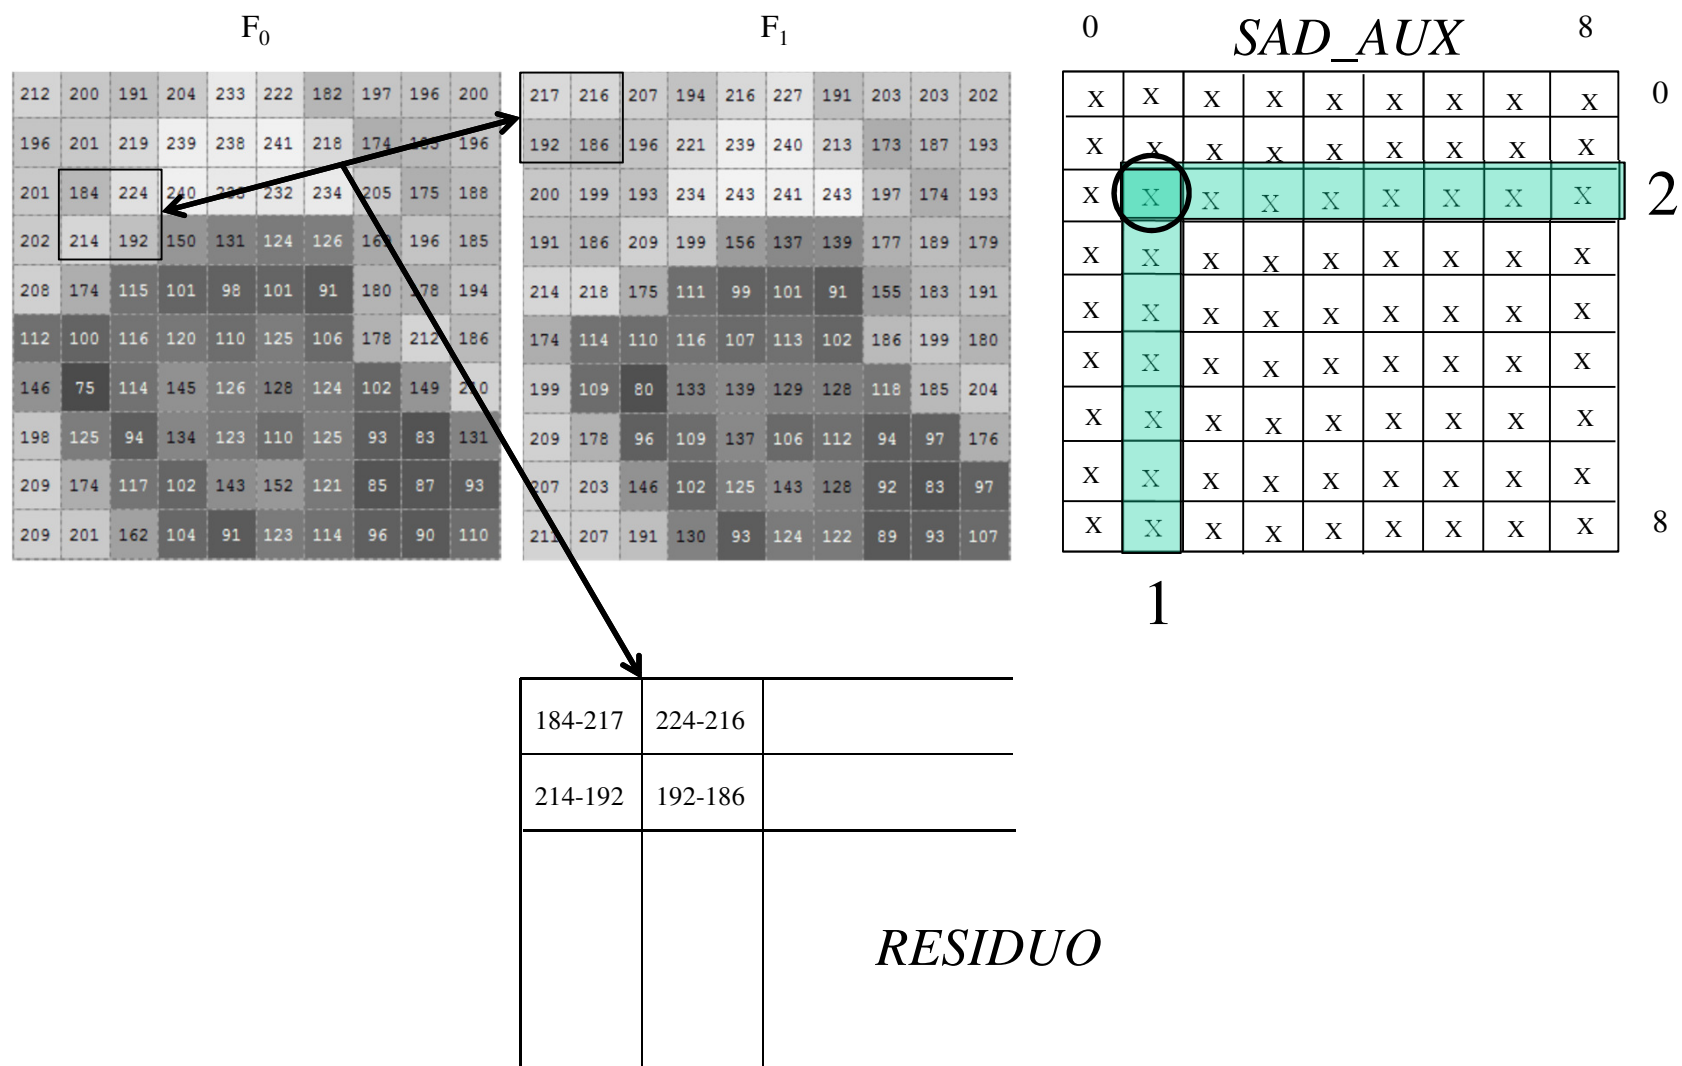 F0 F1 0 SAD_AUX 8
212 200 191 204 233 222 182 197 196 200
196 201 219 239 238 241 218 174 196
201 184 224 240 232 234 205 175 188
202 214 192 150 131 124 126 196 185
208 174 115 101 98 101 91 180 178 194
112 100 116 120 110 125 106 178 212 186
146 75 114 145 126 128 124 102 149 210
198 125 94 134 123 110 125 93 83 131
209 174 117 102 143 152 121 85 87 93
209 201 162 104 91 123 114 96 90 110
217 216 207 194 216 227 191 203 203 202
192 186 196 221 239 240 213 173 187 193
200 199 193 234 243 241 243 197 174 193
191 186 209 199 156 137 139 177 189 179
214 218 175 111 99 101 91 155 183 191
174 114 110 116 107 113 102 186 199 180
199 109 80 133 139 129 128 118 185 204
209 178 96 109 137 106 112 94 97 176
207 203 146 102 125 143 128 92 83 97
211 207 191 130 93 124 122 89 93 107
X X X X X X X X X 0
X X X X X X X X X
X X X X X X X X X 2
X X X X X X X X X
X X X X X X X X X
X X X X X X X X X
X X X X X X X X X
X X X X X X X X X
X X X X X X X X X 8
1
184-217 224-216
214-192 192-186
RESIDUO